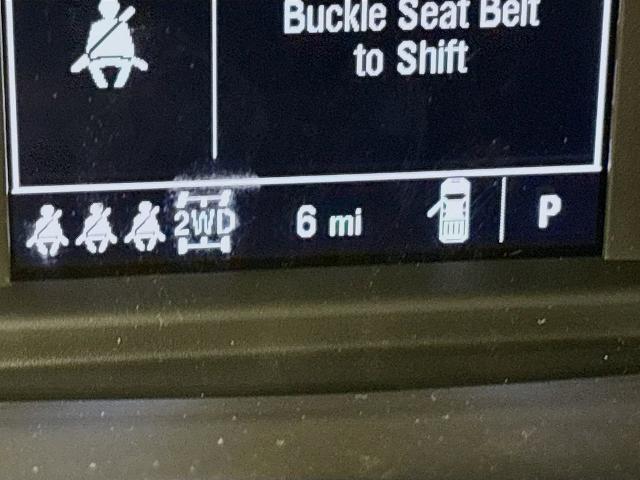 Buckle Seat Belt
to Shift
2WD 6 mi P